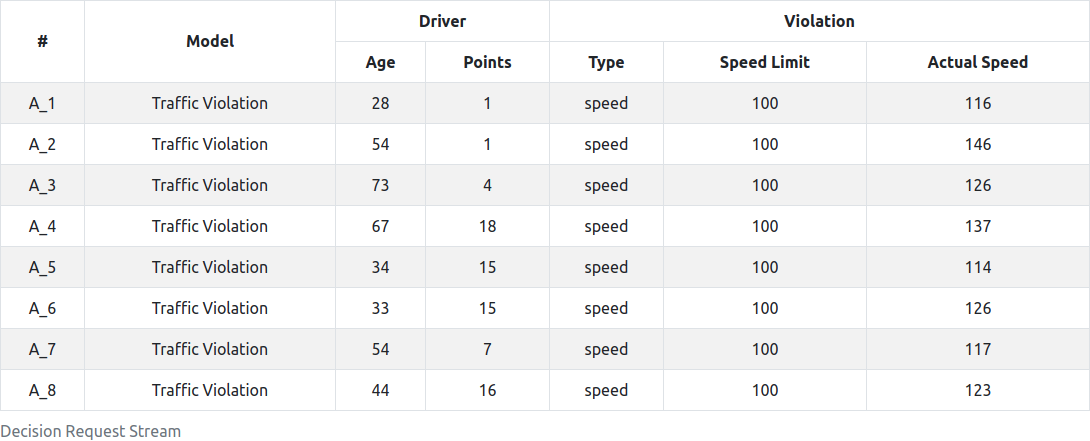 # Model Driver Violation
Age Points Type Speed Limit Actual Speed
A_1 Traffic Violation 28 1 speed 100 116
A_2 Traffic Violation 54 1 speed 100 146
A_3 Traffic Violation 73 4 speed 100 126
A_4 Traffic Violation 67 18 speed 100 137
A_5 Traffic Violation 34 15 speed 100 114
A_6 Traffic Violation 33 15 speed 100 126
A_7 Traffic Violation 54 7 speed 100 117
A_8 Traffic Violation 44 16 speed 100 123
Decision Request Stream